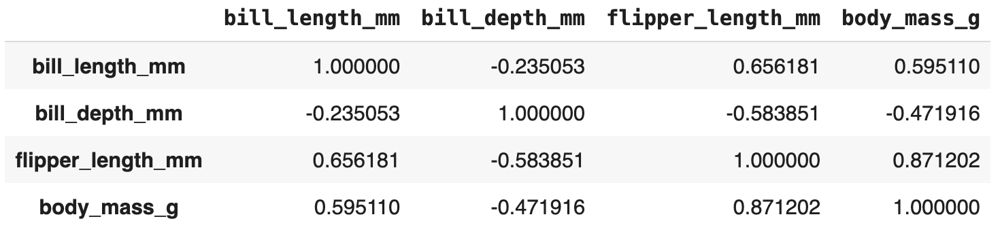 bill_length_mm bill_depth_mm flipper_length_mm body_mass_g
bill_length_mm 1.000000 -0.235053 0.656181 0.595110
bill_depth_mm -0.235053 1.000000 -0.583851 -0.471916
flipper_length_mm 0.656181 -0.583851 1.000000 0.871202
body_mass_g 0.595110 -0.471916 0.871202 1.000000